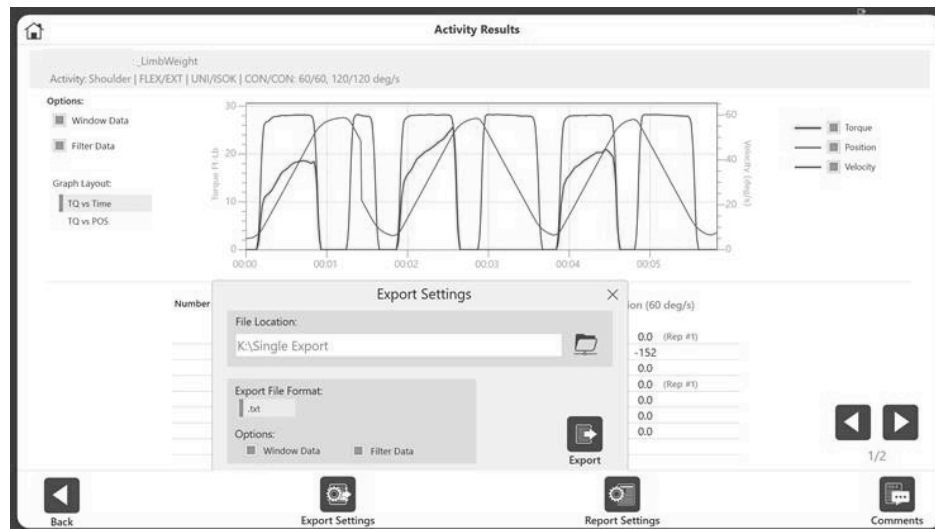 Activity Results
: _LimbWeight
Activity: Shoulder | FLEX/EXT | UNI/ISOK | CON/CON: 60/60, 120/120 deg/s
Options:
Window Data
Filter Data
Graph Layout:
TQ vs Time
TQ vs POS.
30
20
10
0
Torque Ft-Lb
60
40
20
0
Velocity (deg/s)
00:00 00:01 00:02 00:03 00:04 00:05
Torque
Position
Velocity
Number
ion (60 deg/s)
0.0 (Rep #1)
-152
0.0
0.0 (Rep #1)
0.0
0.0
0.0
Export Settings
File Location:
K:\Single Export
Export File Format:
.txt
Options:
Window Data Filter Data
Export
1/2
Back Export Settings Report Settings Comments